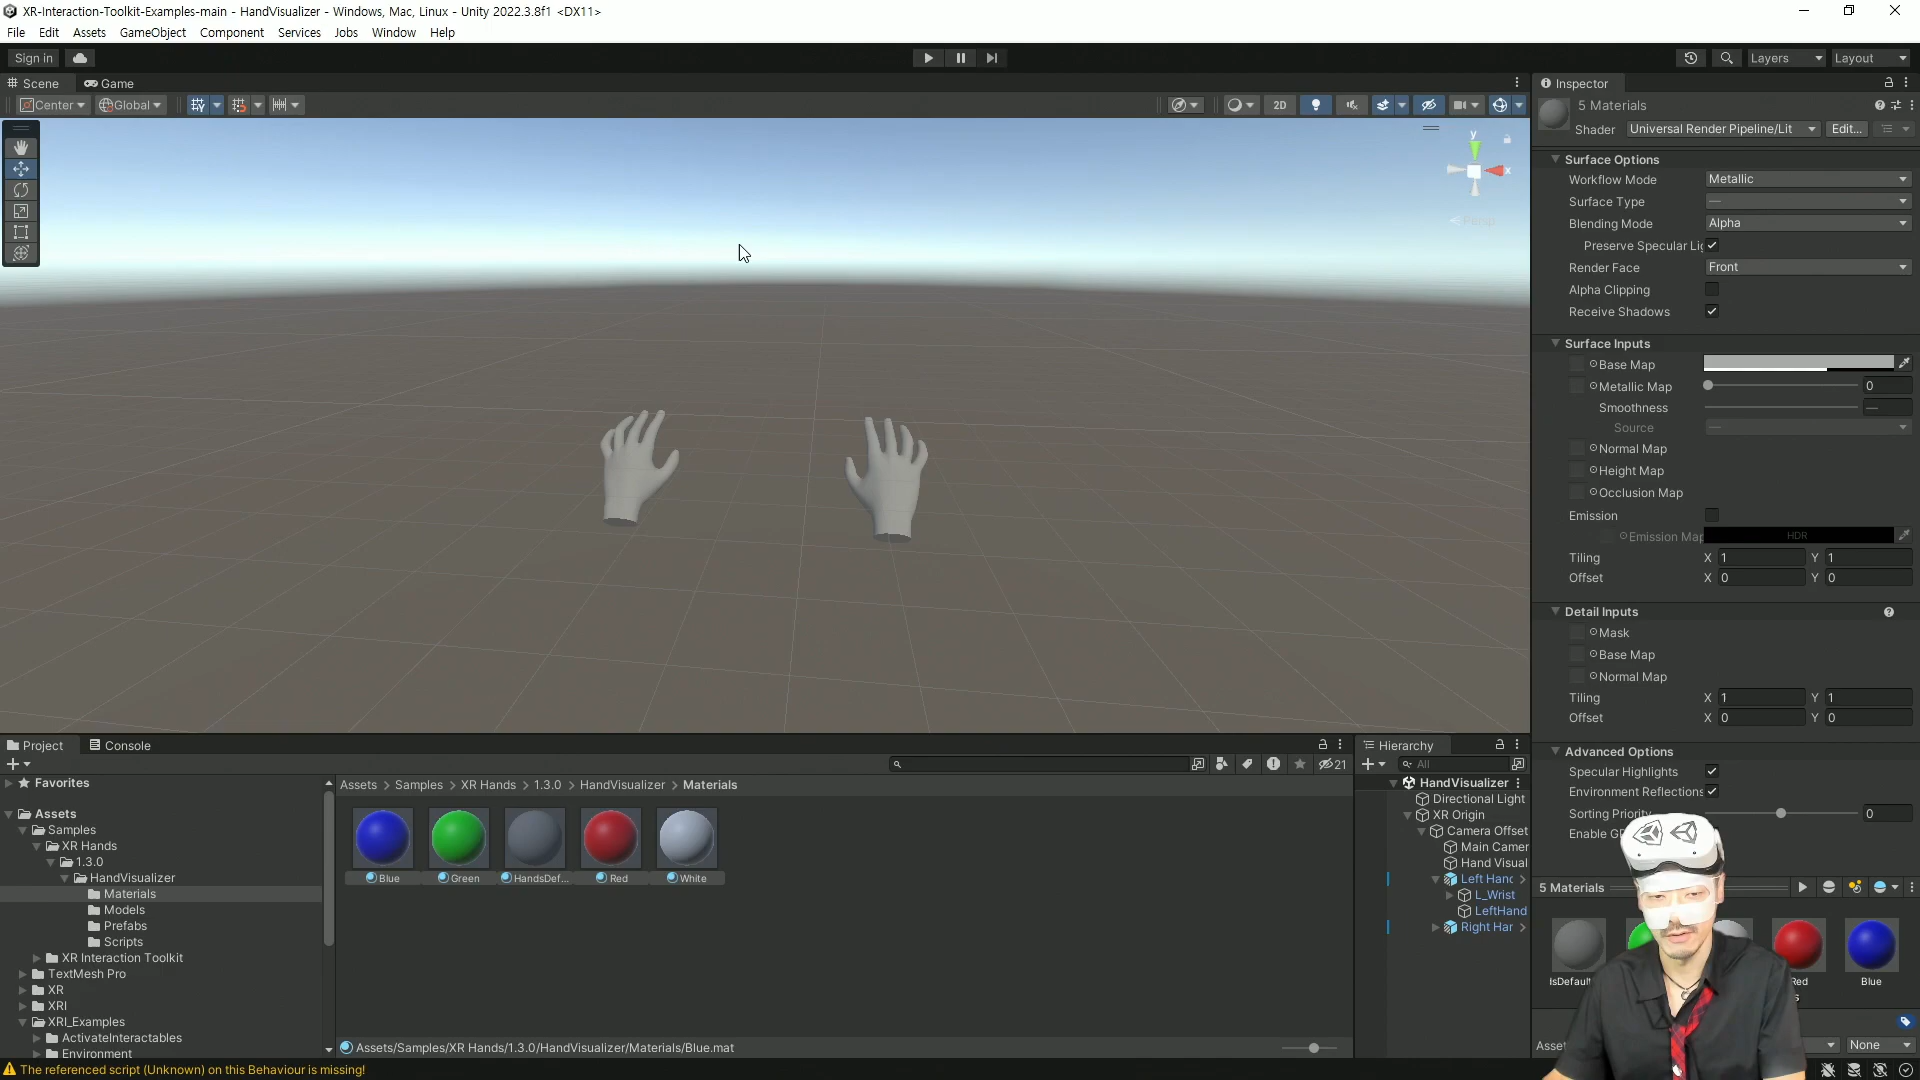 XR-Interaction-Toolkit-Examples-main - HandVisualizer - Windows, Mac, Linux - Unity 2022.3.8f1 <DX11>
File Edit Assets GameObject Component Services Jobs Window Help
Sign in
Layers
Layout
Scene
Game
Center
Global
2D
y
x
Persp
Inspector
5 Materials
Shader
Universal Render Pipeline/Lit
Edit...
Surface Options
Workflow Mode
Metallic
Surface Type
—
Blending Mode
Alpha
Preserve Specular Lig
Render Face
Front
Alpha Clipping
Receive Shadows
Surface Inputs
Base Map
Metallic Map
0
Smoothness
—
Source
—
Normal Map
Height Map
Occlusion Map
Emission
Emission Map
HDR
Tiling X 1 Y 1
Offset X 0 Y 0
Detail Inputs
Mask
Base Map
Normal Map
Tiling X 1 Y 1
Offset X 0 Y 0
Advanced Options
Specular Highlights
Environment Reflections
Sorting Priority
0
Enable GP
5 Materials
Red
Blue
None
Project
Console
Favorites
Assets
Samples
XR Hands
1.3.0
HandVisualizer
Materials
Models
Prefabs
Scripts
XR Interaction Toolkit
TextMesh Pro
XR
XRI
XRI_Examples
ActivateInteractables
Environment
21
Assets > Samples > XR Hands > 1.3.0 > HandVisualizer > Materials
Blue
Green
HandsDef...
Red
White
Assets/Samples/XR Hands/1.3.0/HandVisualizer/Materials/Blue.mat
Hierarchy
All
HandVisualizer
Directional Light
XR Origin
Camera Offset
Main Camer
Hand Visual
Left Hand
L_Wrist
LeftHand
Right Har
The referenced script (Unknown) on this Behaviour is missing!